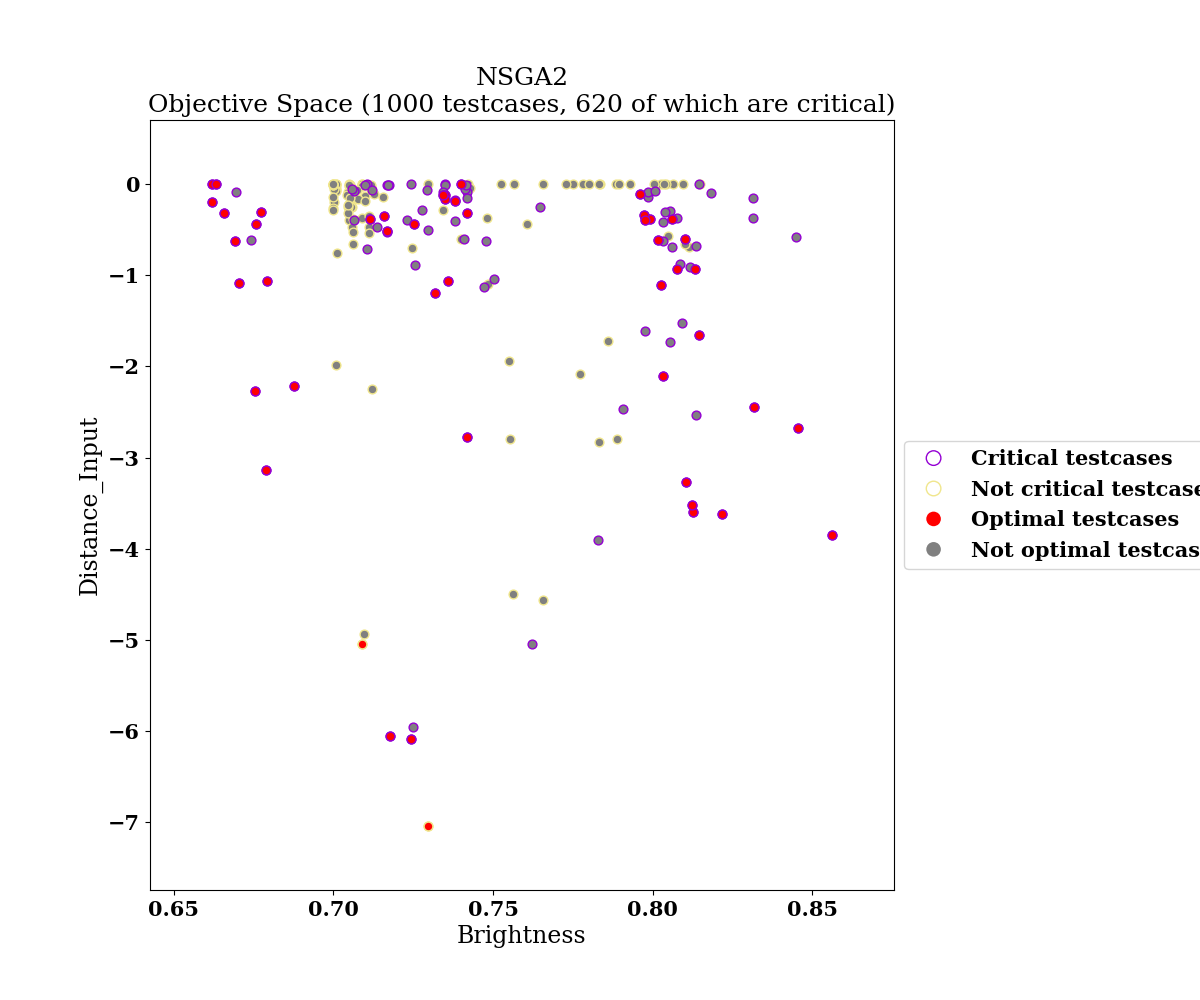 NSGA2
Objective Space (1000 testcases, 620 of which are critical)
0
−1
−2
−3
−4
−5
−6
−7
Distance_Input
0.65 0.70 0.75 0.80 0.85
Brightness
Critical testcases
Not critical testcase
Optimal testcases
Not optimal testcas